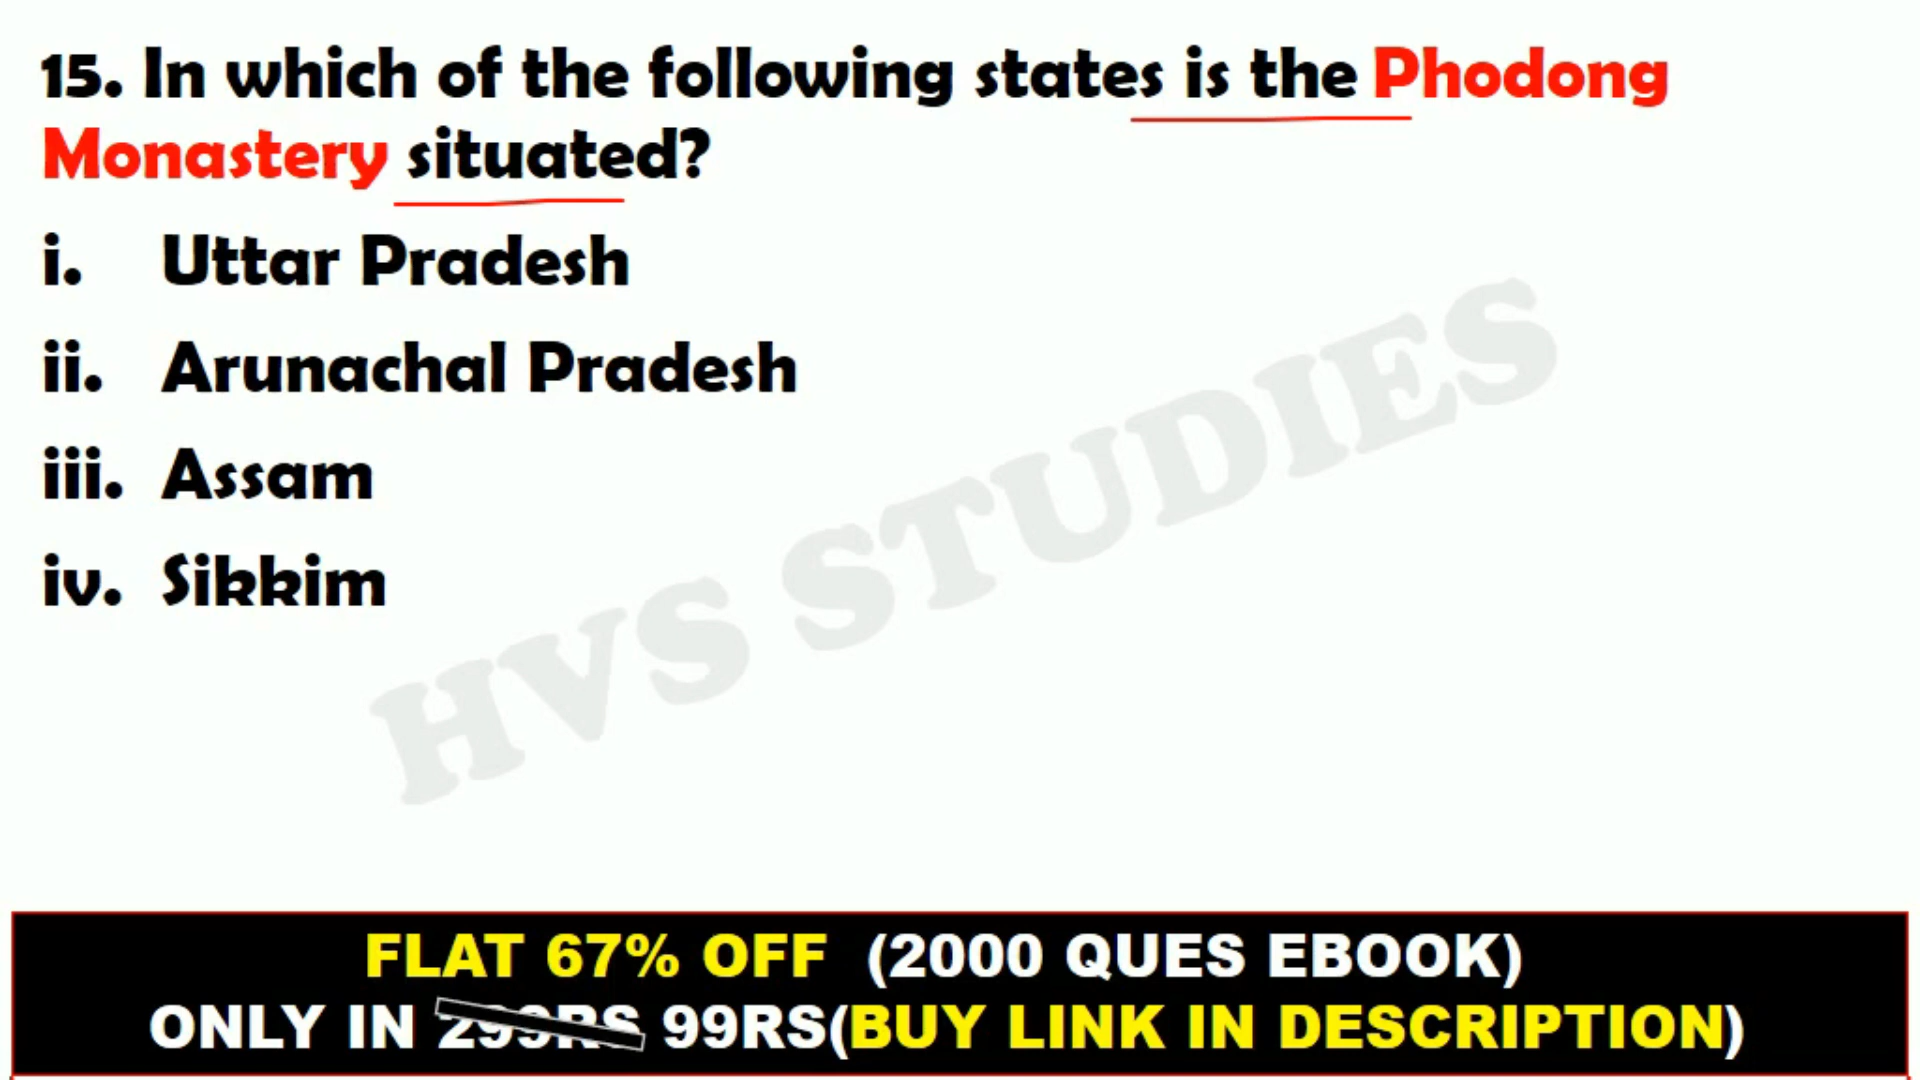 15. In which of the following states is the Phodong
Monastery situated?
i. Uttar Pradesh
ii. Arunachal Pradesh
iii. Assam
iv. Sikkim
HVS STUDIES
FLAT 67% OFF (2000 QUES EBOOK)
ONLY IN 299RS 99RS(BUY LINK IN DESCRIPTION)